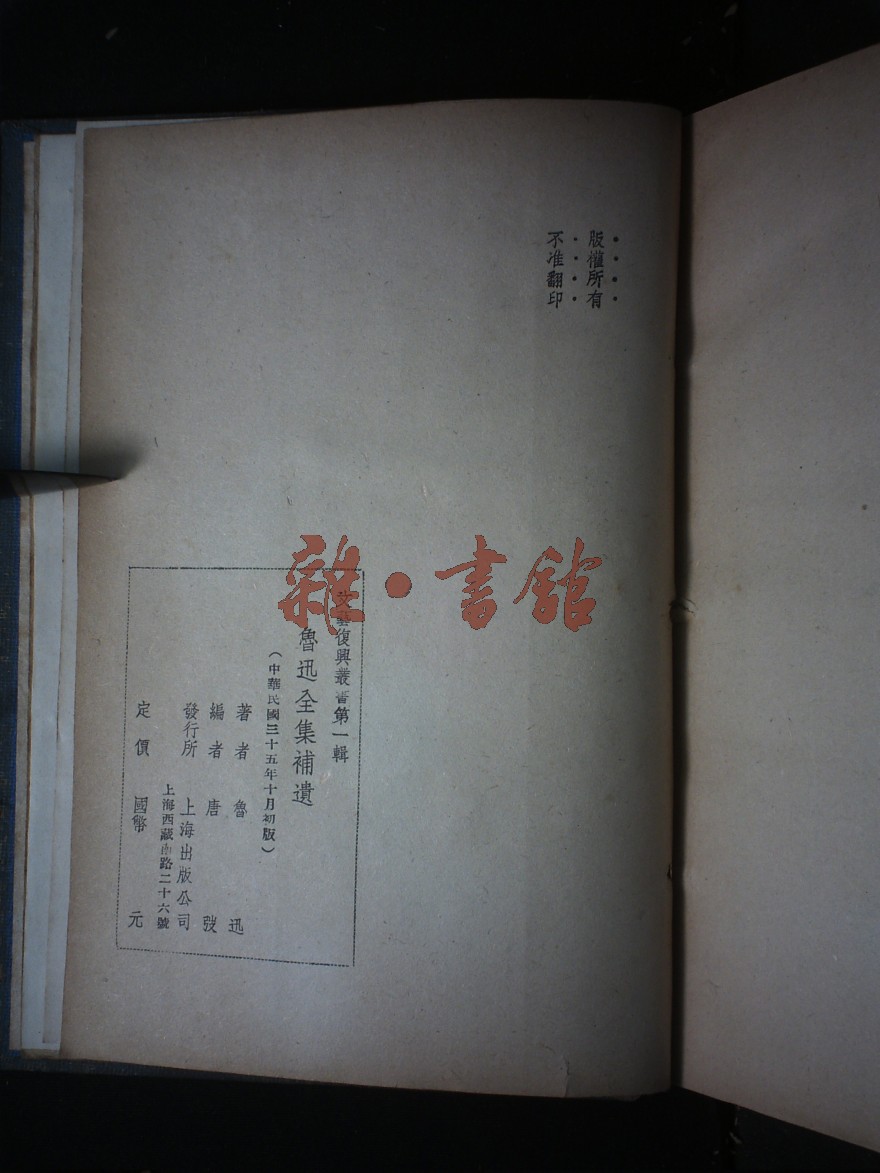 版權所有
不准翻印
文藝復興叢書第一輯
魯迅全集補遺
(中華民國三十五年十月初版)
著者 魯迅
編者 唐弢
發行所 上海出版公司
上海西藏南路二十六號
定價 國幣 元
雜·書館